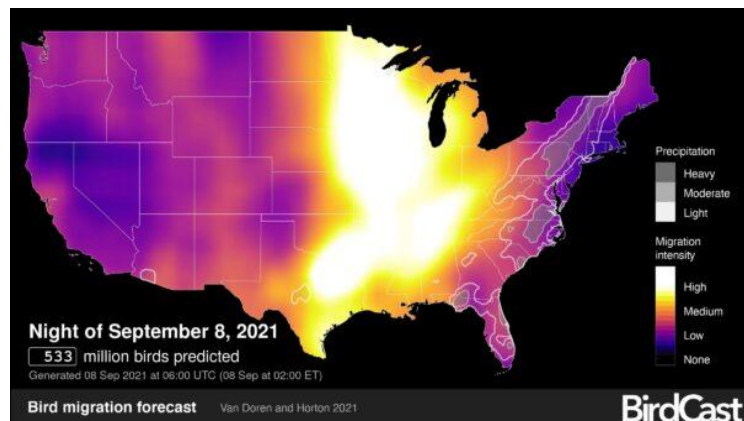 Precipitation
Heavy
Moderate
Light
Migration
intensity
High
Medium
Low
None
Night of September 8, 2021
533 million birds predicted
Generated 08 Sep 2021 at 06:00 UTC (08 Sep at 02:00 ET)
Bird migration forecast Van Doren and Horton 2021
BirdCast